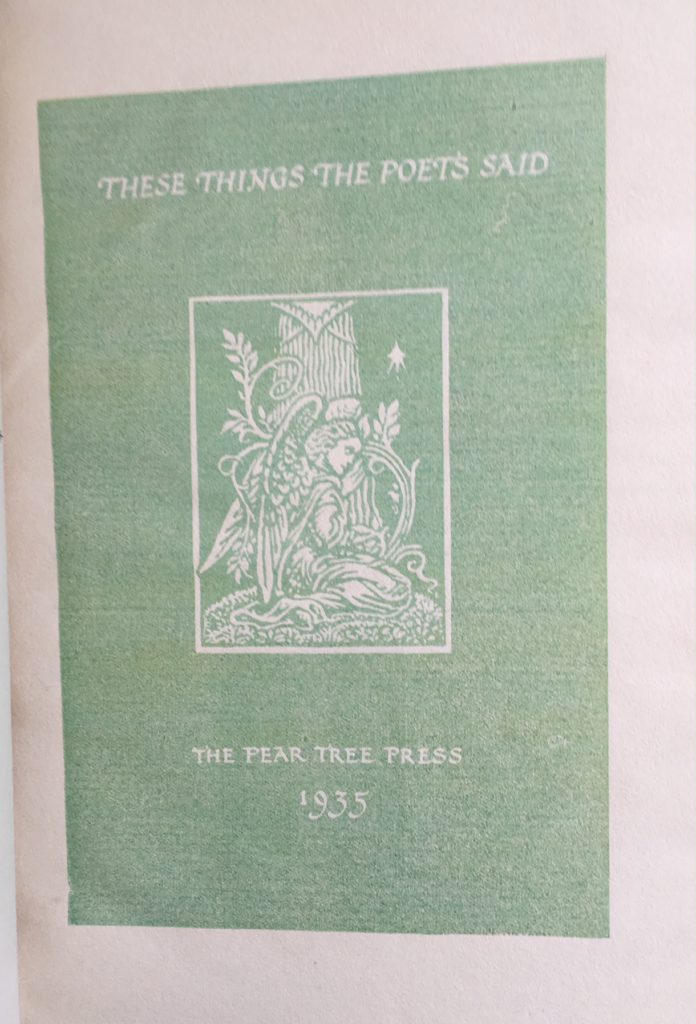 THESE THINGS THE POETS SAID
THE PEAR TREE PRESS
1935